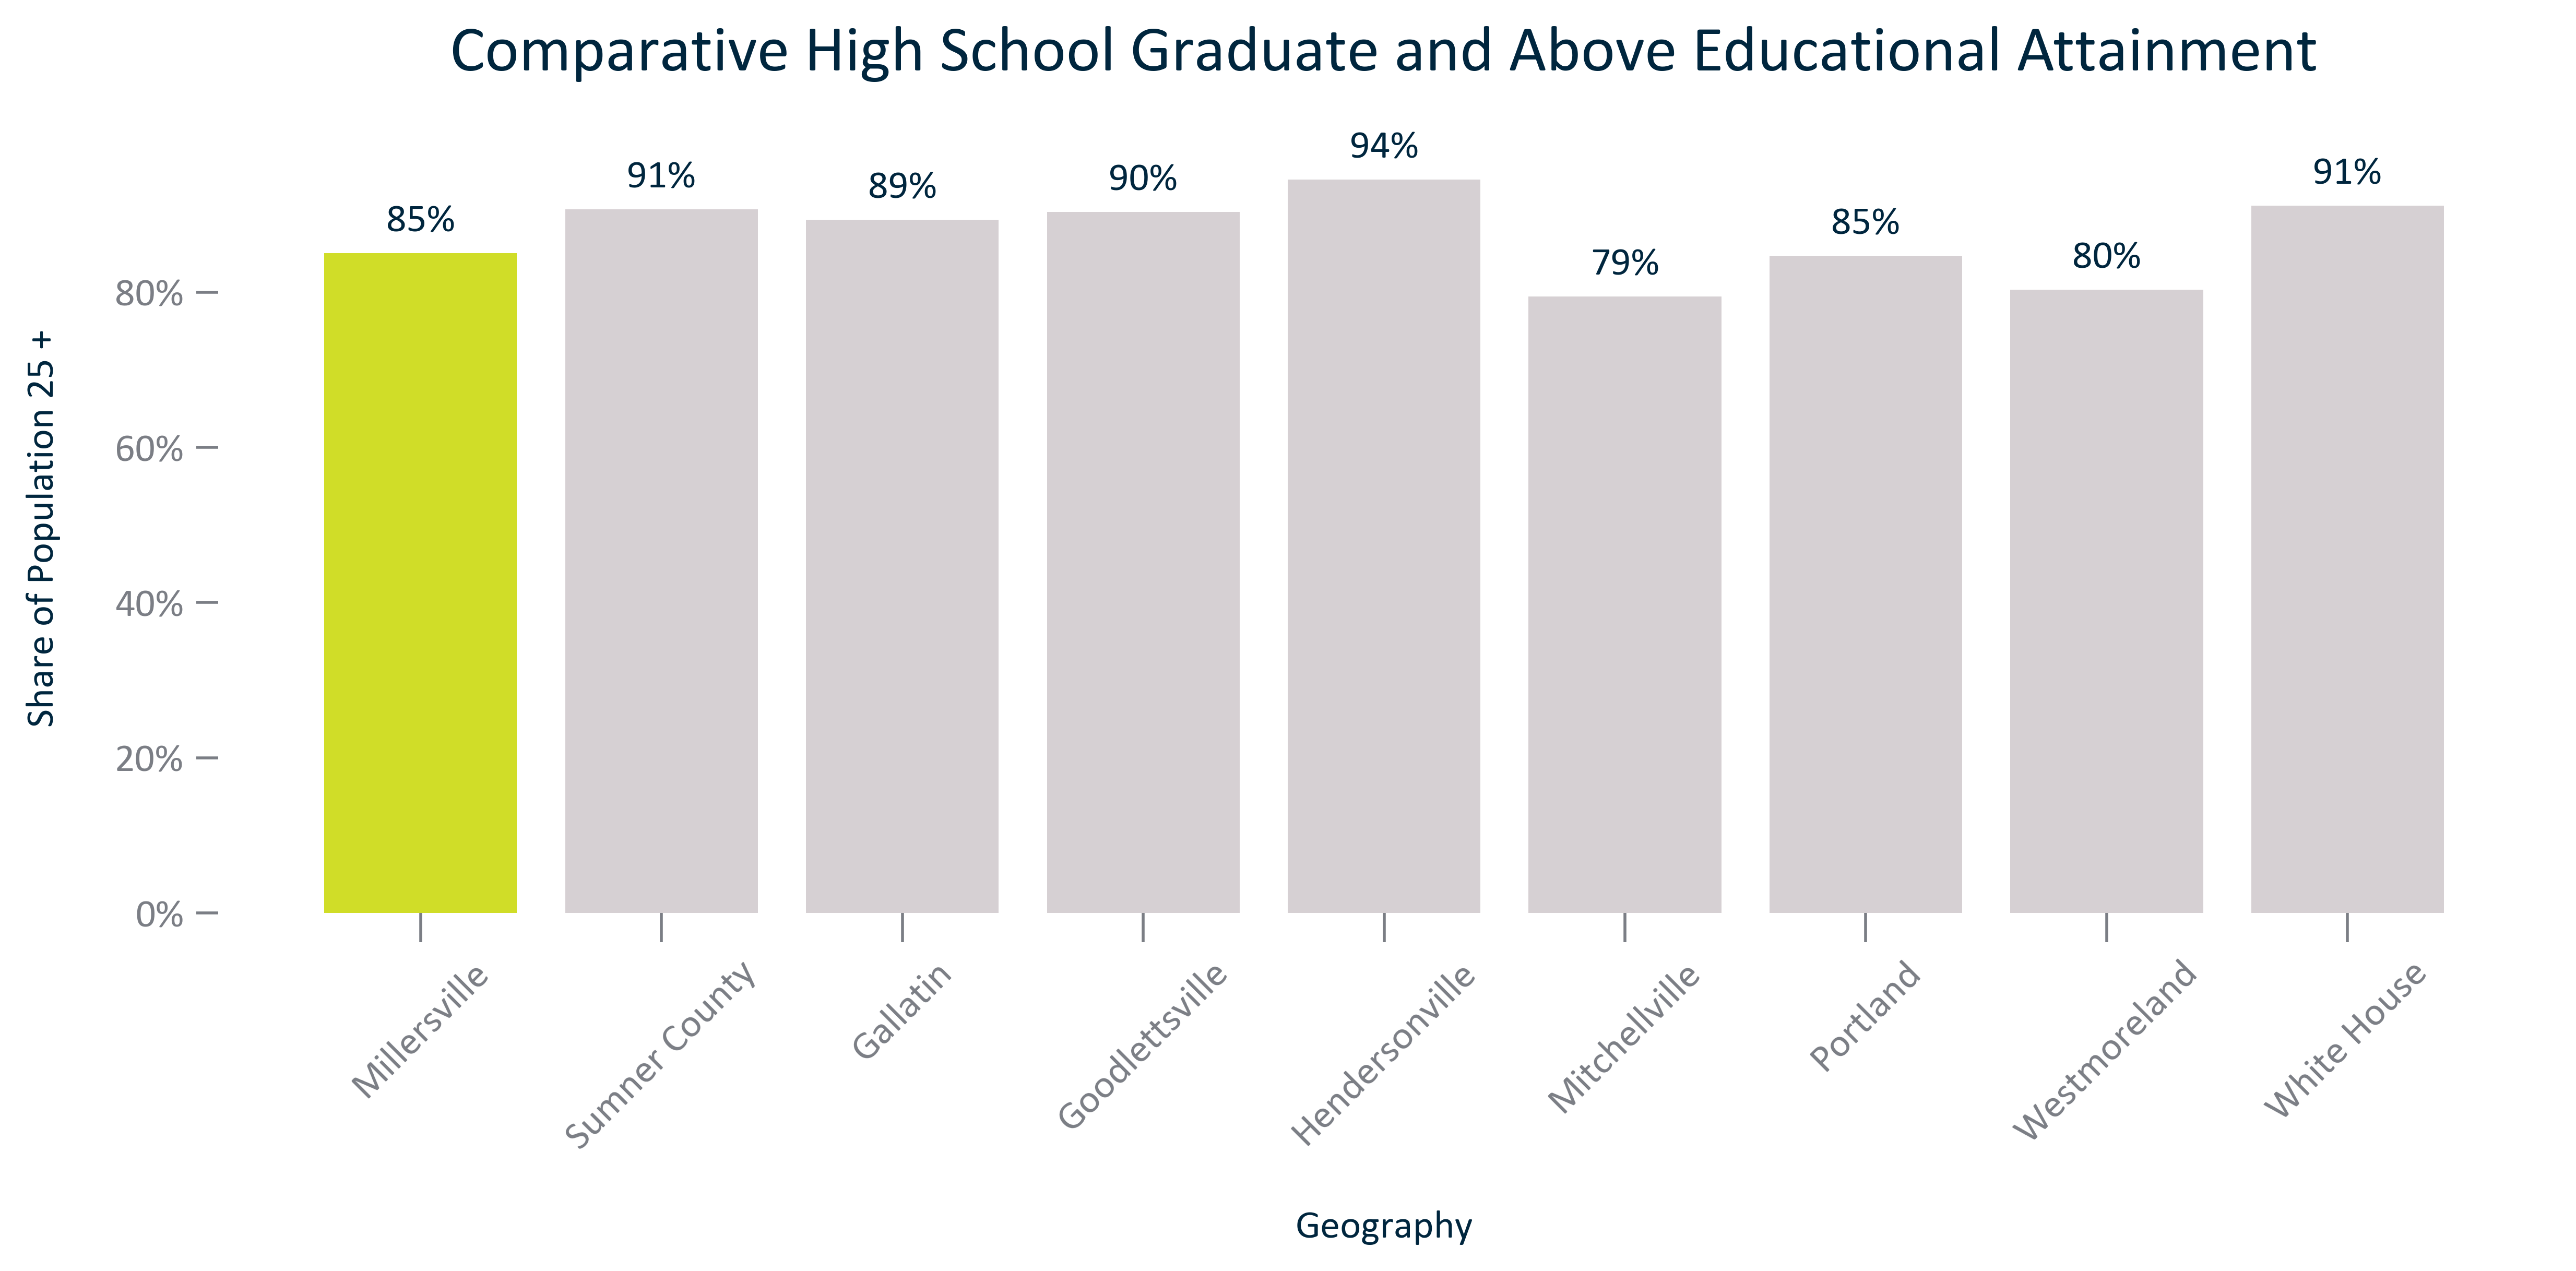 Comparative High School Graduate and Above Educational Attainment
94%
91%
91%
90%
89%
85%
85%
80%
79%
80%
60%
40%
20%
0%
Share of Population 25 +
Millersville
Sumner County
Gallatin
Goodlettsville
Hendersonville
Mitchellville
Portland
Westmoreland
White House
Geography